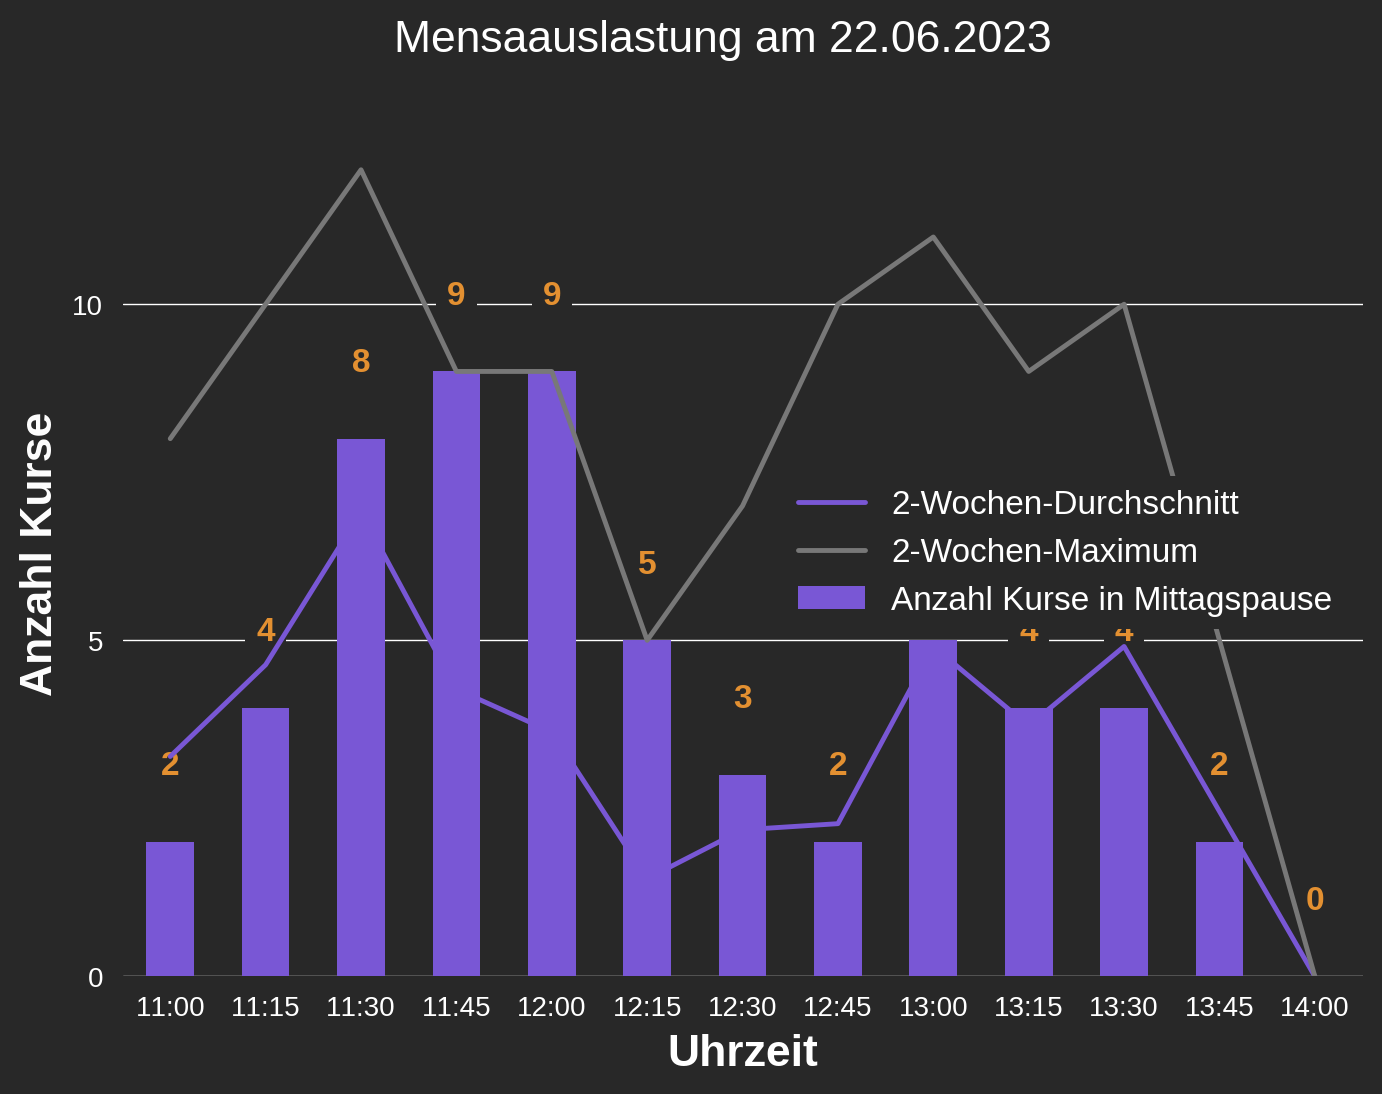 Mensaauslastung am 22.06.2023
Anzahl Kurse
10
5
0
2
4
8
9
9
5
3
2
4
4
2
0
2-Wochen-Durchschnitt
2-Wochen-Maximum
Anzahl Kurse in Mittagspause
11:00 11:15 11:30 11:45 12:00 12:15 12:30 12:45 13:00 13:15 13:30 13:45 14:00
Uhrzeit